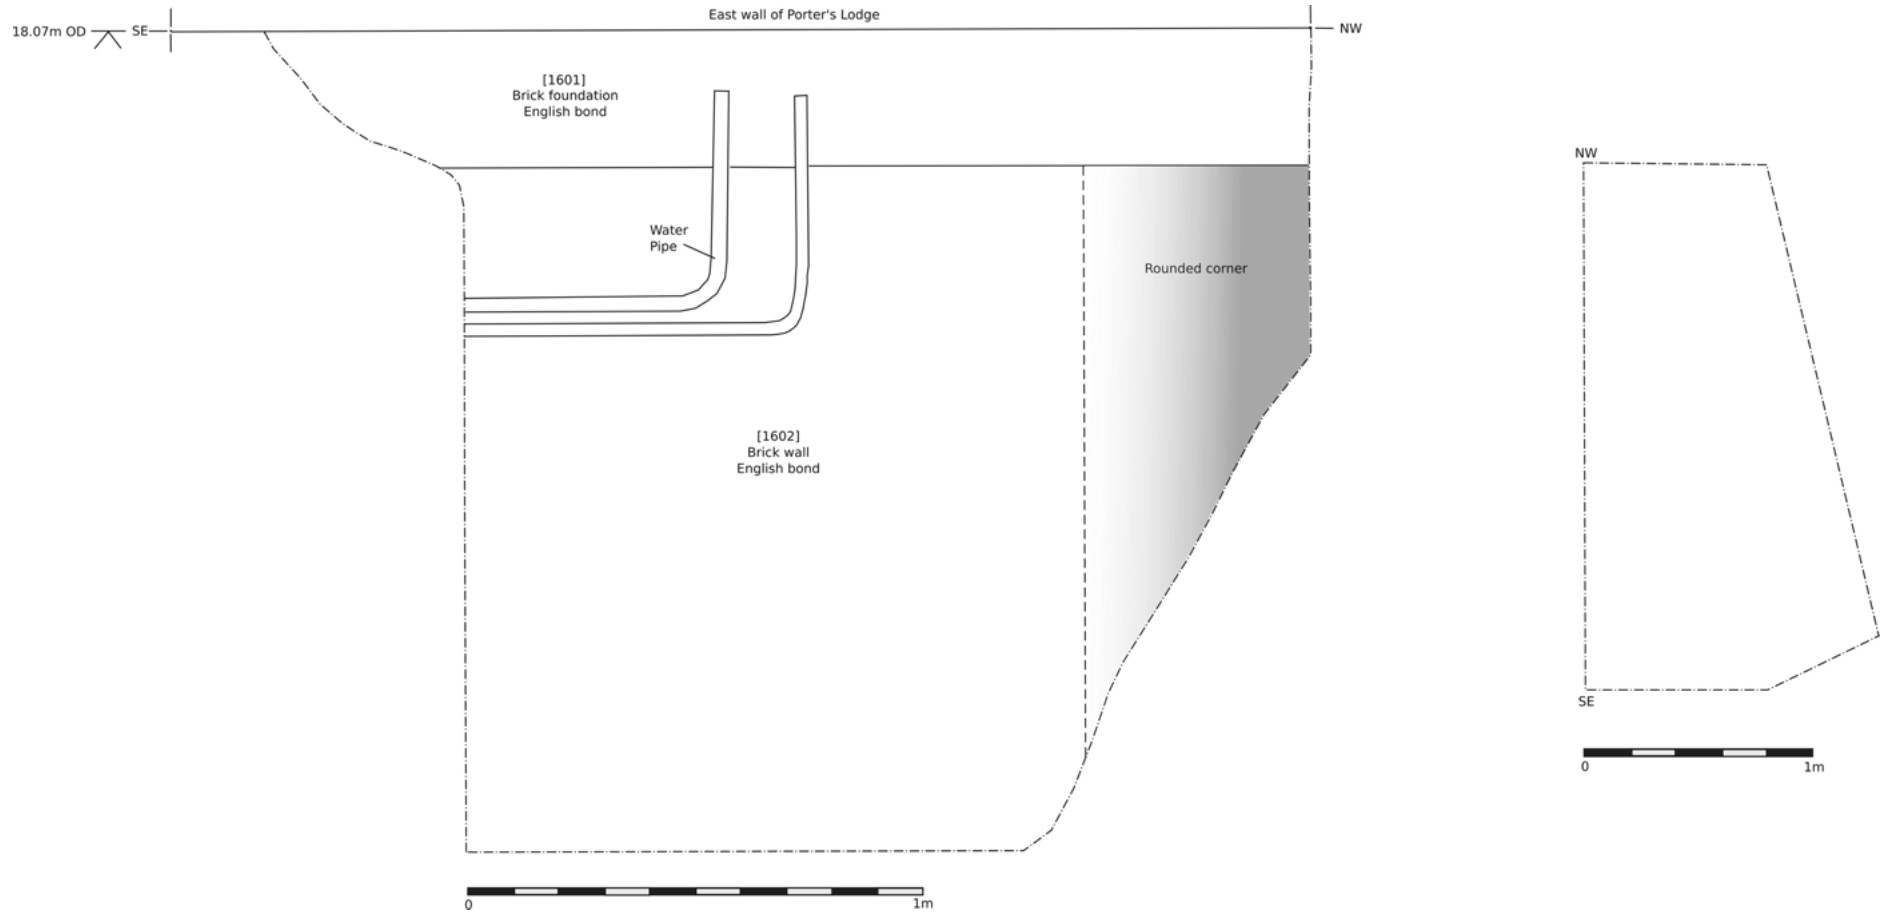 East wall of Porter's Lodge
18.07m OD
SE
NW
[1601]
Brick foundation
English bond
Water
Pipe
Rounded corner
[1602]
Brick wall
English bond
0
1m
NW
SE
0
1m